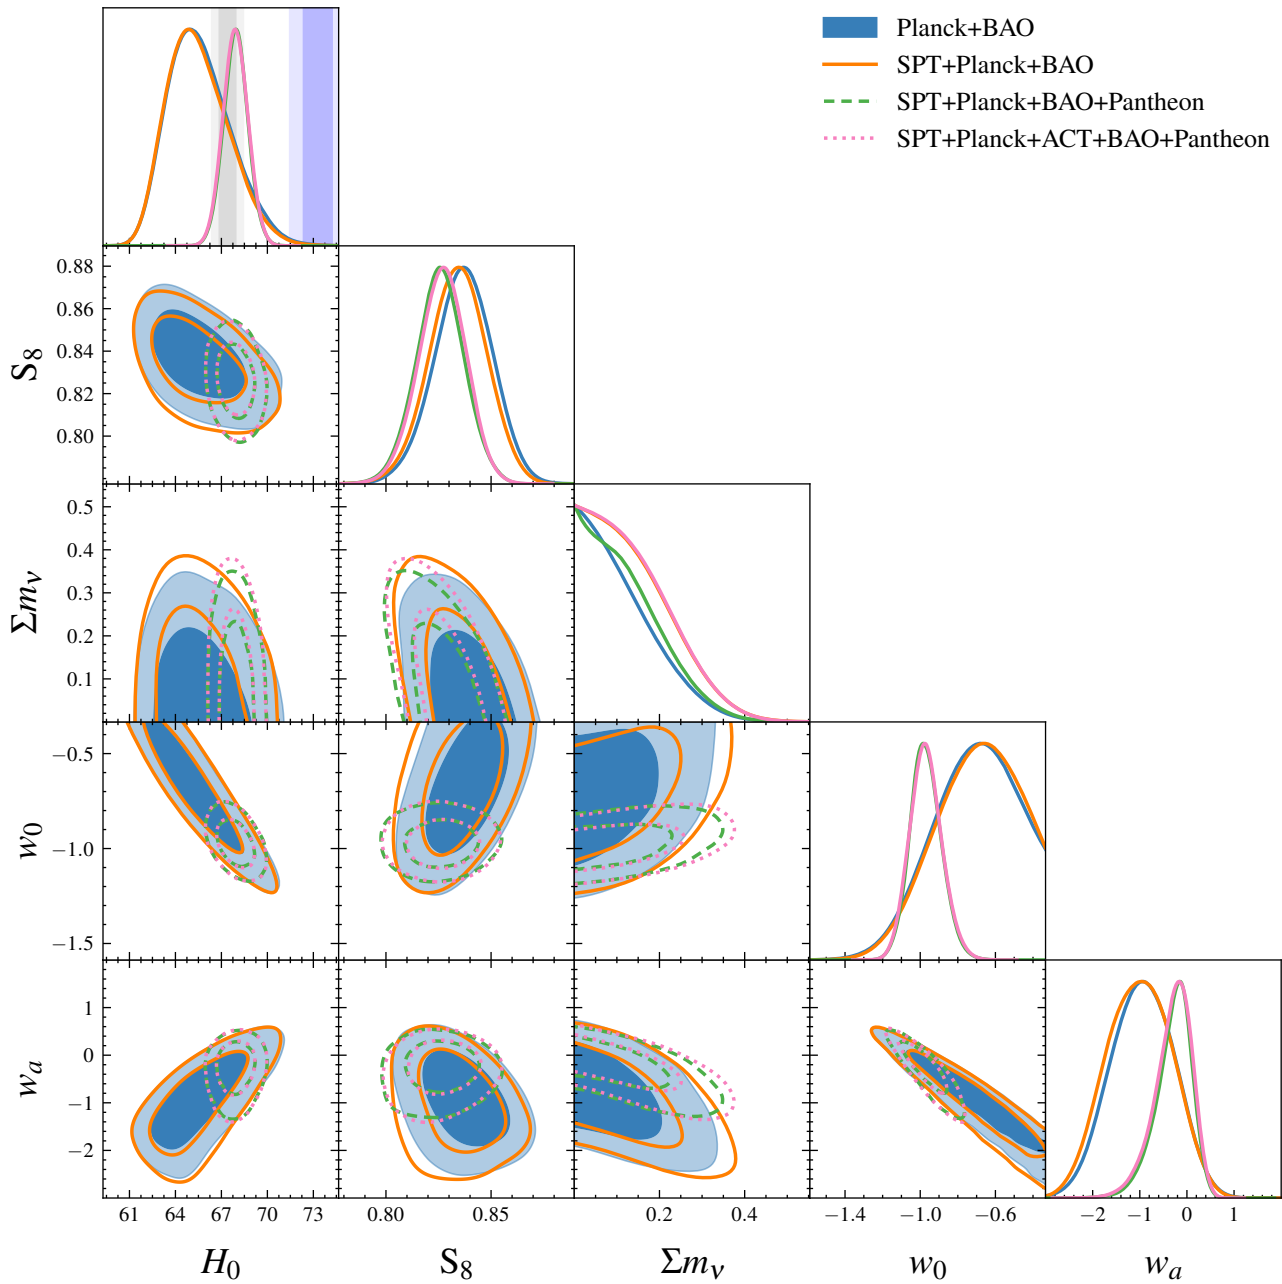 Planck+BAO
SPT+Planck+BAO
SPT+Planck+BAO+Pantheon
SPT+Planck+ACT+BAO+Pantheon
0.88
0.86
0.84
0.82
0.80
S₈
0.5
0.4
0.3
0.2
0.1
Σmᵥ
−0.5
−1.0
−1.5
w₀
1
0
−1
−2
wₐ
61 64 67 70 73 0.80 0.85 0.2 0.4 −1.4 −1.0 −0.6 −2 −1 0 1
H₀ S₈ Σmᵥ w₀ wₐ